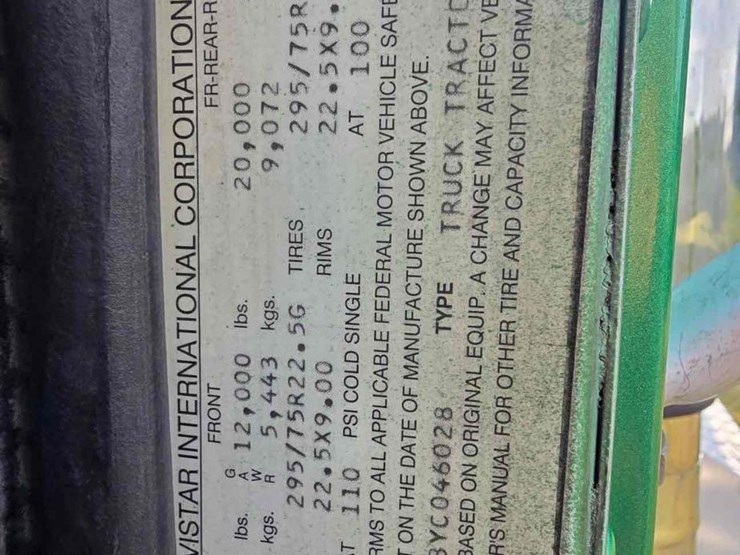 VISTAR INTERNATIONAL CORPORATION
FRONT FR-REAR-R
lbs. G A W R 12,000 lbs. 20,000
kgs. 5,443 kgs. 9,072
295/75R22.5G TIRES 295/75R
22.5X9.00 RIMS 22.5X9.
AT 110 PSI COLD SINGLE AT 100
RMS TO ALL APPLICABLE FEDERAL MOTOR VEHICLE SAFE
T ON THE DATE OF MANUFACTURE SHOWN ABOVE.
3YC046028 TYPE TRUCK TRACTO
BASED ON ORIGINAL EQUIP. A CHANGE MAY AFFECT VE
R'S MANUAL FOR OTHER TIRE AND CAPACITY INFORMA